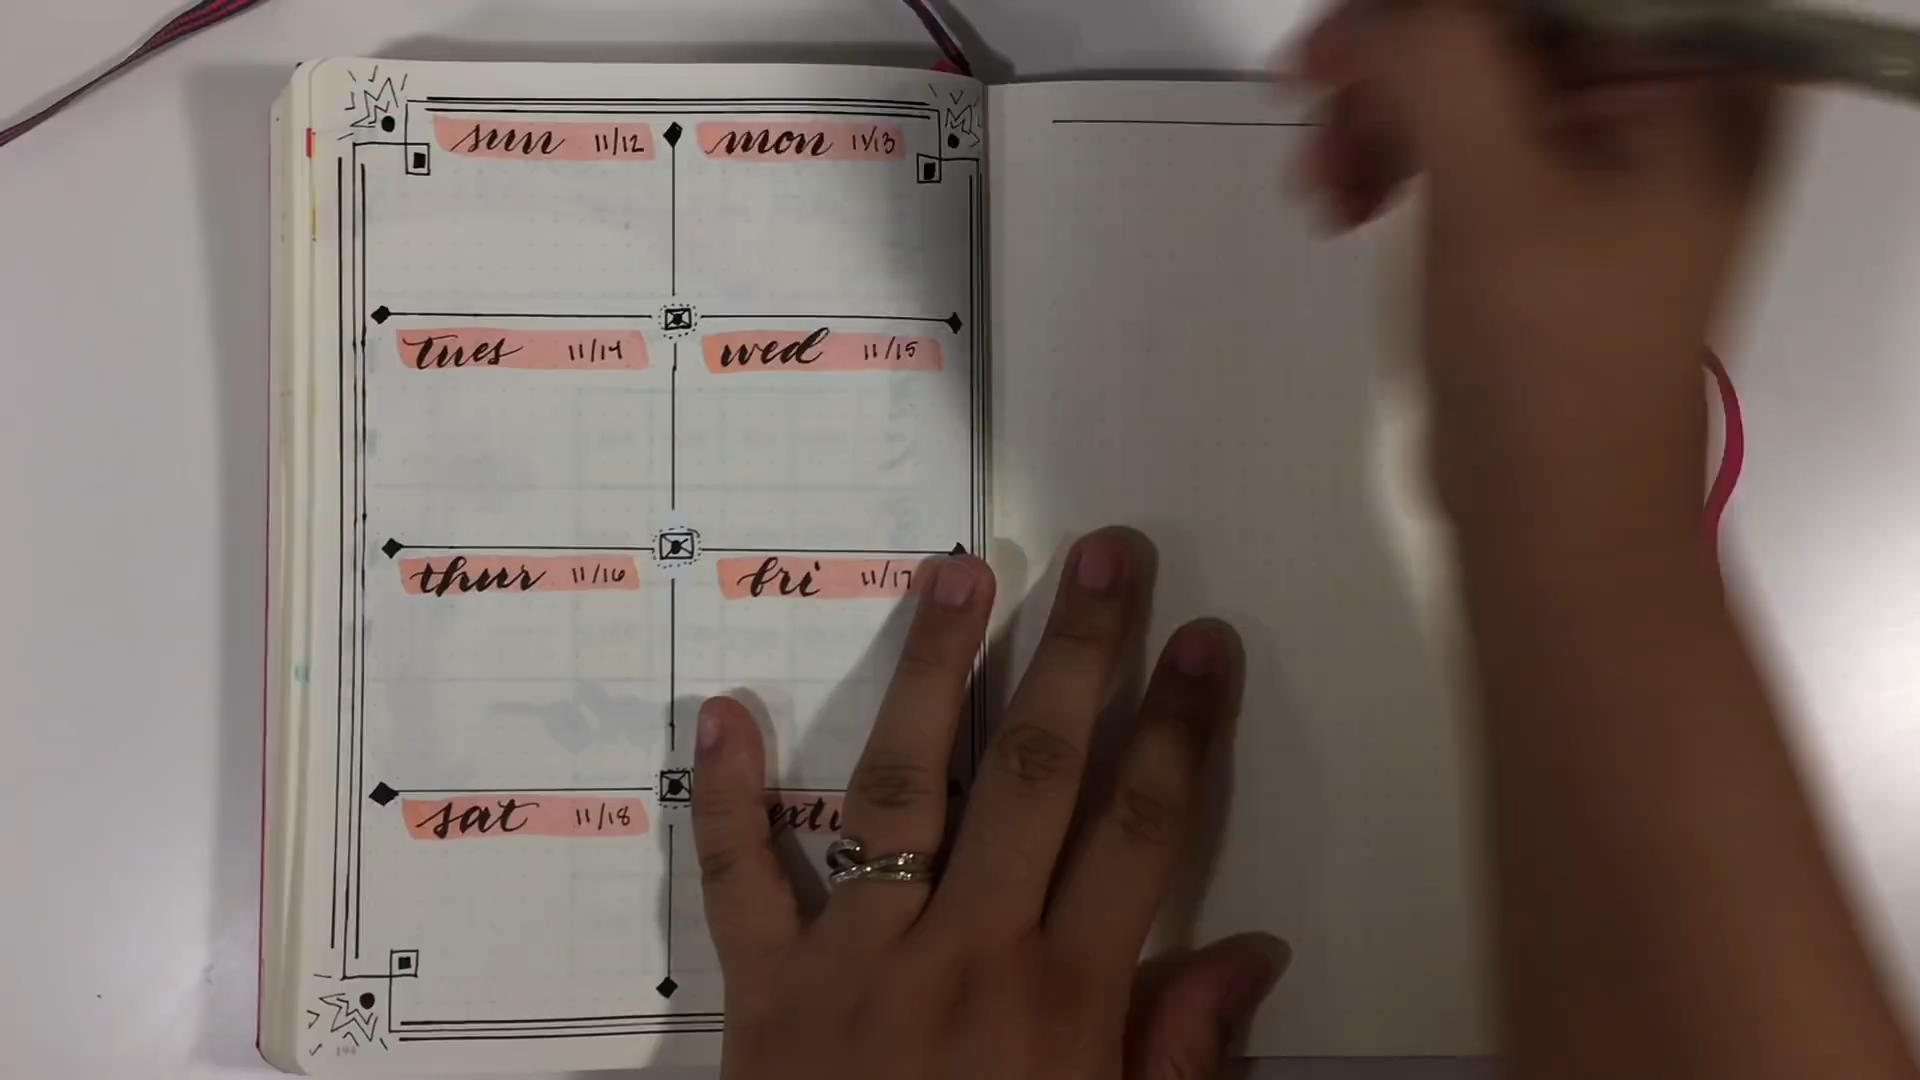 sun 11/12
mon 11/13
tues 11/14
wed 11/15
thur 11/16
fri 11/17
sat 11/18